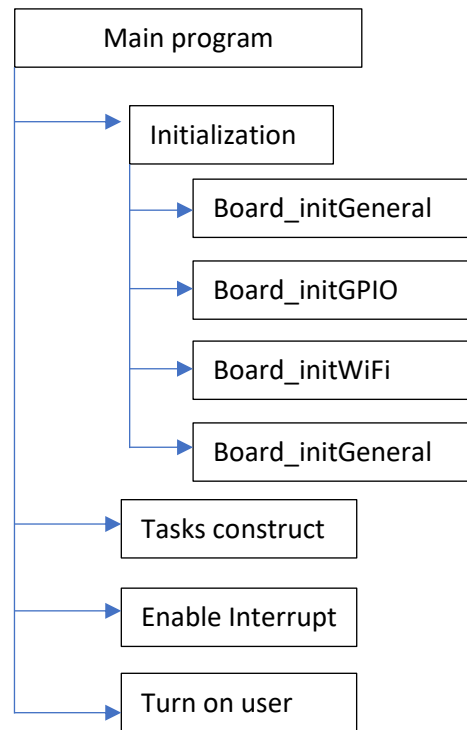 Main program
Initialization
Board_initGeneral
Board_initGPIO
Board_initWiFi
Board_initGeneral
Tasks construct
Enable Interrupt
Turn on user